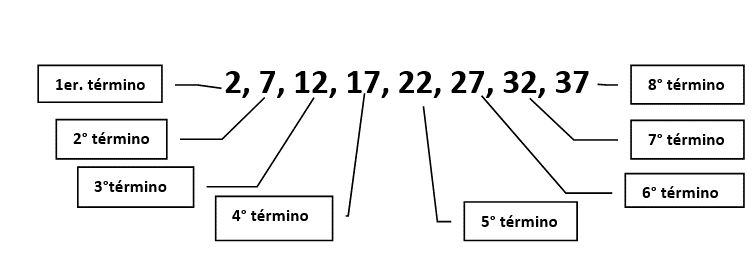 2, 7, 12, 17, 22, 27, 32, 37
1er. término
2° término
3°término
4° término
5° término
6° término
7° término
8° término